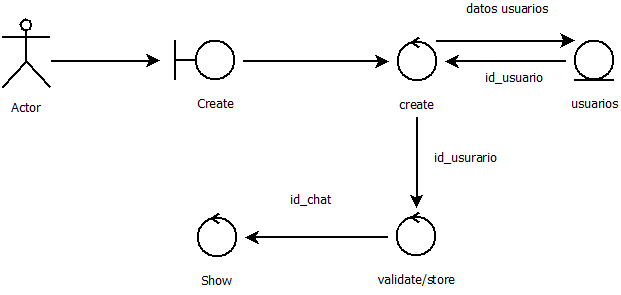 datos usuarios
id_usuario
Actor
Create
create
usuarios
id_usurario
id_chat
Show
validate/store